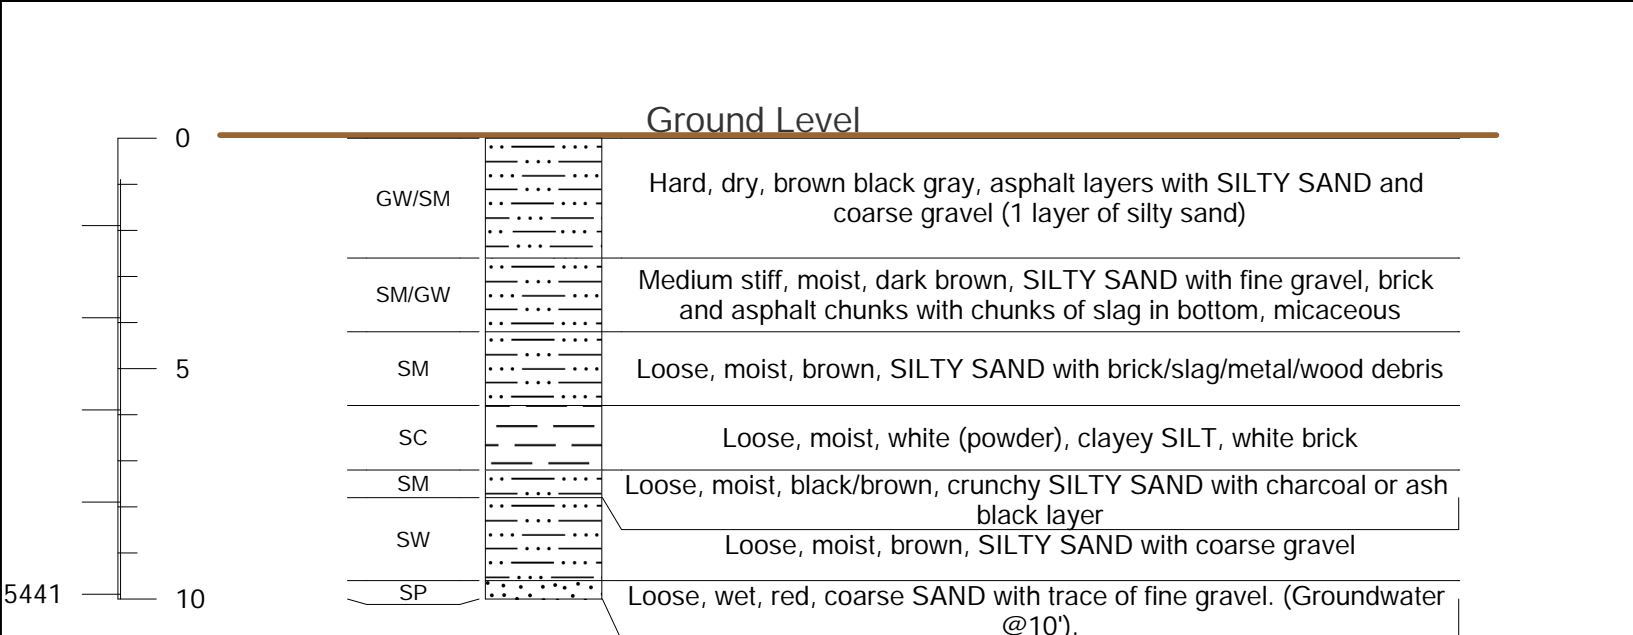 Ground Level
0
GW/SM
Hard, dry, brown black gray, asphalt layers with SILTY SAND and
coarse gravel (1 layer of silty sand)
SM/GW
Medium stiff, moist, dark brown, SILTY SAND with fine gravel, brick
and asphalt chunks with chunks of slag in bottom, micaceous
5
SM
Loose, moist, brown, SILTY SAND with brick/slag/metal/wood debris
SC
Loose, moist, white (powder), clayey SILT, white brick
SM
Loose, moist, black/brown, crunchy SILTY SAND with charcoal or ash
black layer
SW
Loose, moist, brown, SILTY SAND with coarse gravel
5441
10
SP
Loose, wet, red, coarse SAND with trace of fine gravel. (Groundwater
@10').